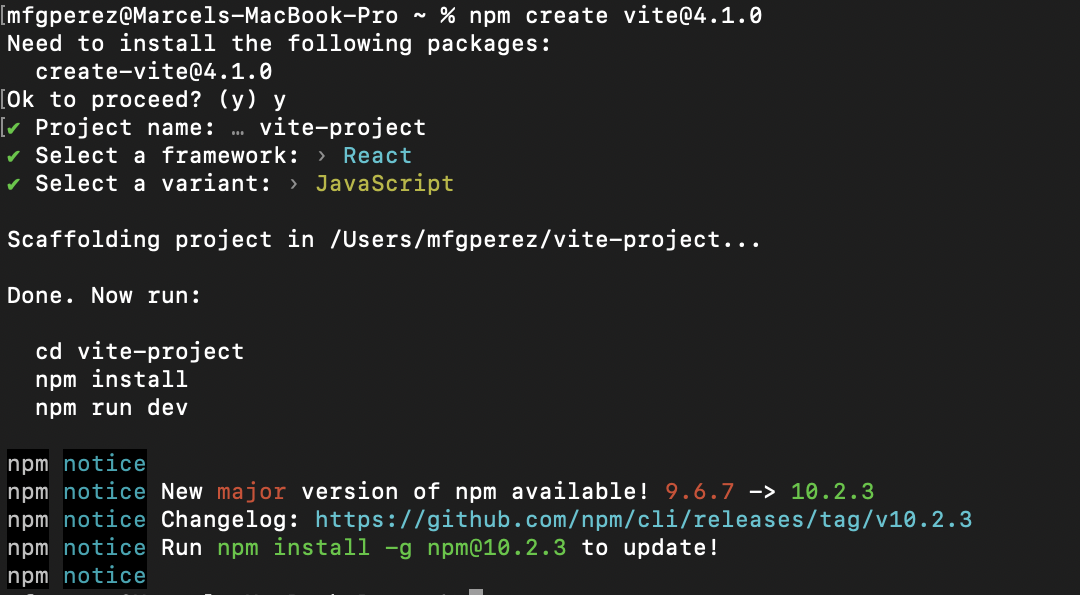 [mfgperez@Marcels-MacBook-Pro ~ % npm create vite@4.1.0
Need to install the following packages:
  create-vite@4.1.0
[Ok to proceed? (y) y
[✔ Project name: … vite-project
✔ Select a framework: › React
✔ Select a variant: › JavaScript

Scaffolding project in /Users/mfgperez/vite-project...

Done. Now run:

  cd vite-project
  npm install
  npm run dev

npm notice
npm notice New major version of npm available! 9.6.7 -> 10.2.3
npm notice Changelog: https://github.com/npm/cli/releases/tag/v10.2.3
npm notice Run npm install -g npm@10.2.3 to update!
npm notice